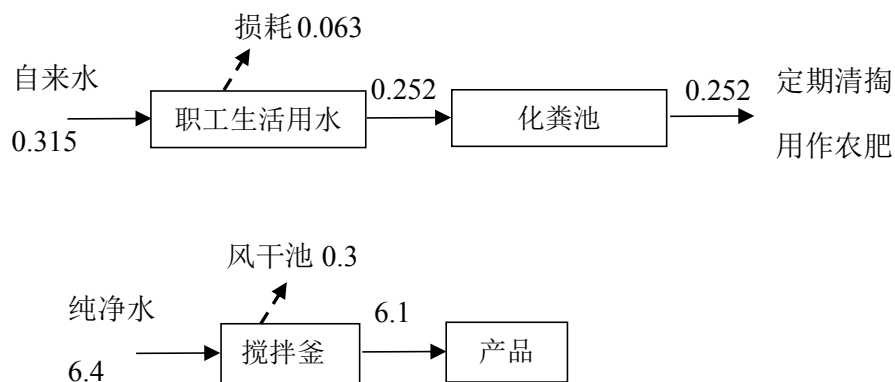 损耗 0.063
自来水
0.315
职工生活用水
0.252
化粪池
0.252
定期清掏
用作农肥
风干池 0.3
纯净水
6.4
搅拌釜
6.1
产品